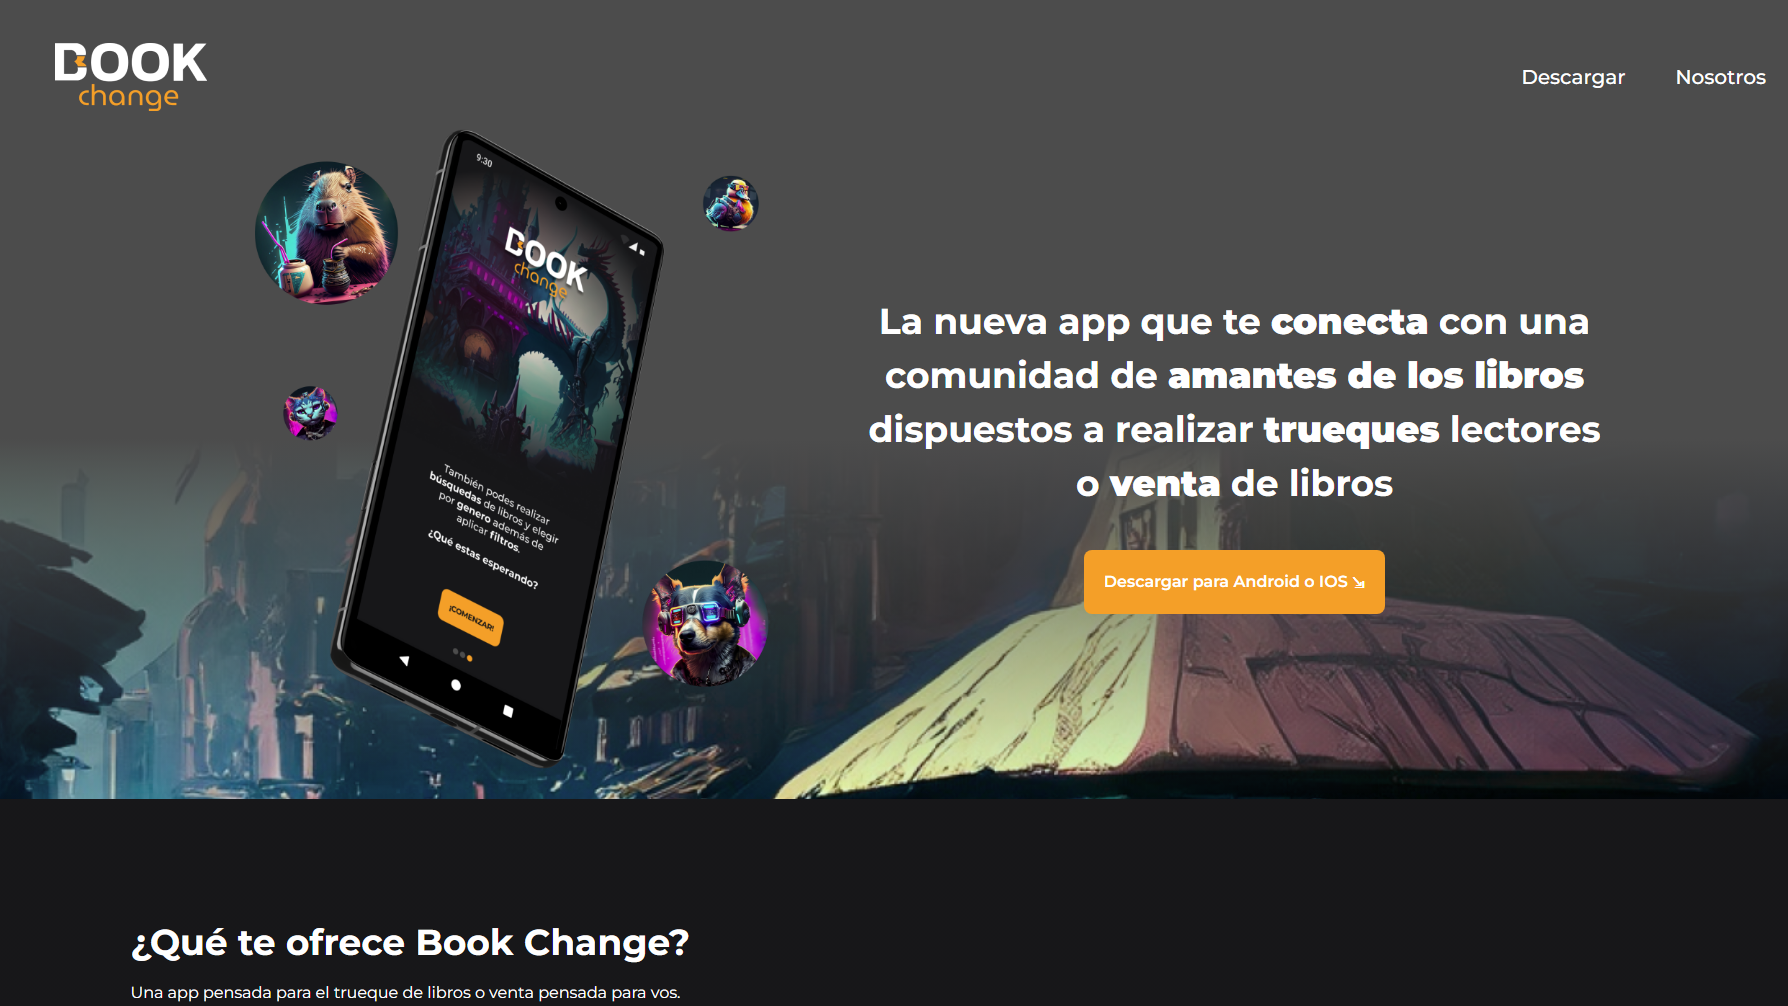 BOOK
change
Descargar
Nosotros
9:30
BOOK
change
También podes realizar
búsquedas de libros y elegir
por genero además de
aplicar filtros.
¿Qué estas esperando?
¡COMENZAR!
La nueva app que te conecta con una
comunidad de amantes de los libros
dispuestos a realizar trueques lectores
o venta de libros
Descargar para Android o IOS ⇲
¿Qué te ofrece Book Change?
Una app pensada para el trueque de libros o venta pensada para vos.